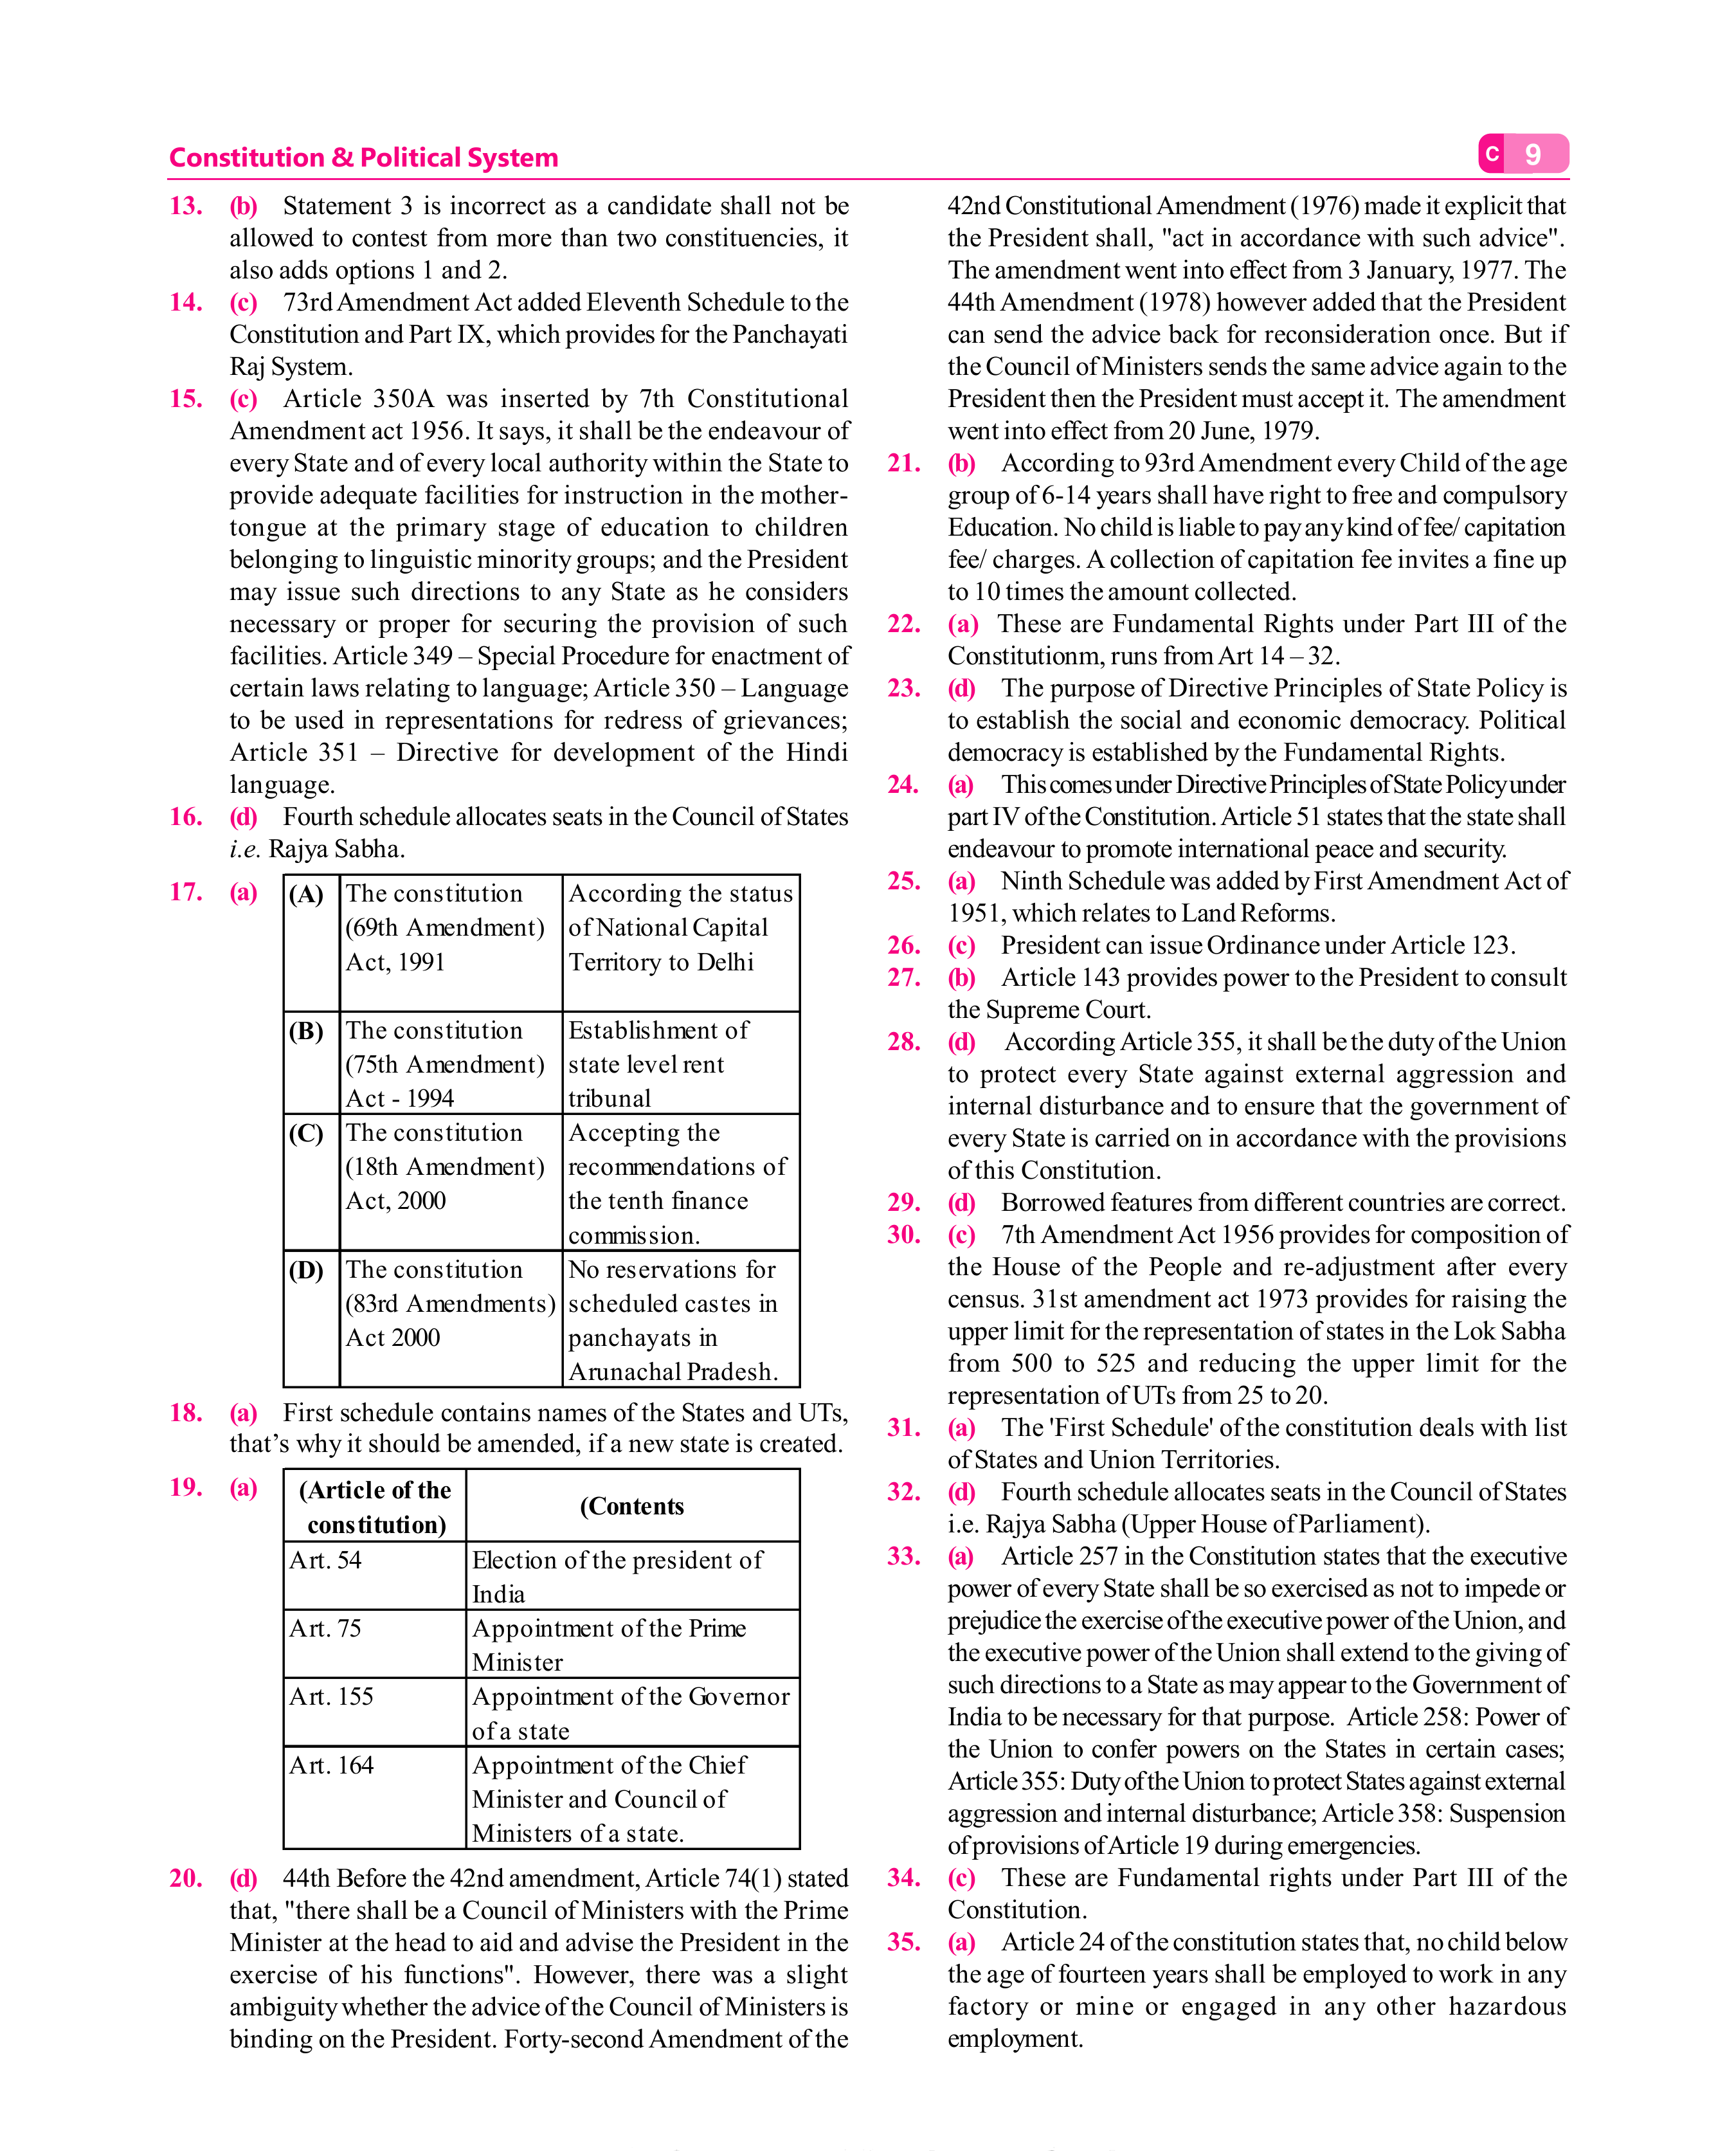 Constitution & Political System
C 9
13. (b) Statement 3 is incorrect as a candidate shall not be
allowed to contest from more than two constituencies, it
also adds options 1 and 2.
14. (c) 73rd Amendment Act added Eleventh Schedule to the
Constitution and Part IX, which provides for the Panchayati
Raj System.
15. (c) Article 350A was inserted by 7th Constitutional
Amendment act 1956. It says, it shall be the endeavour of
every State and of every local authority within the State to
provide adequate facilities for instruction in the mother-
tongue at the primary stage of education to children
belonging to linguistic minority groups; and the President
may issue such directions to any State as he considers
necessary or proper for securing the provision of such
facilities. Article 349 – Special Procedure for enactment of
certain laws relating to language; Article 350 – Language
to be used in representations for redress of grievances;
Article 351 – Directive for development of the Hindi
language.
16. (d) Fourth schedule allocates seats in the Council of States
i.e. Rajya Sabha.
17. (a)
(A) The constitution (69th Amendment) Act, 1991 According the status of National Capital Territory to Delhi
(B) The constitution (75th Amendment) Act - 1994 Establishment of state level rent tribunal
(C) The constitution (18th Amendment) Act, 2000 Accepting the recommendations of the tenth finance commission.
(D) The constitution (83rd Amendments) Act 2000 No reservations for scheduled castes in panchayats in Arunachal Pradesh.
18. (a) First schedule contains names of the States and UTs,
that’s why it should be amended, if a new state is created.
19. (a)
(Article of the constitution) (Contents
Art. 54 Election of the president of India
Art. 75 Appointment of the Prime Minister
Art. 155 Appointment of the Governor of a state
Art. 164 Appointment of the Chief Minister and Council of Ministers of a state.
20. (d) 44th Before the 42nd amendment, Article 74(1) stated
that, "there shall be a Council of Ministers with the Prime
Minister at the head to aid and advise the President in the
exercise of his functions". However, there was a slight
ambiguity whether the advice of the Council of Ministers is
binding on the President. Forty-second Amendment of the
42nd Constitutional Amendment (1976) made it explicit that
the President shall, "act in accordance with such advice".
The amendment went into effect from 3 January, 1977. The
44th Amendment (1978) however added that the President
can send the advice back for reconsideration once. But if
the Council of Ministers sends the same advice again to the
President then the President must accept it. The amendment
went into effect from 20 June, 1979.
21. (b) According to 93rd Amendment every Child of the age
group of 6-14 years shall have right to free and compulsory
Education. No child is liable to pay any kind of fee/ capitation
fee/ charges. A collection of capitation fee invites a fine up
to 10 times the amount collected.
22. (a) These are Fundamental Rights under Part III of the
Constitutionm, runs from Art 14 – 32.
23. (d) The purpose of Directive Principles of State Policy is
to establish the social and economic democracy. Political
democracy is established by the Fundamental Rights.
24. (a) This comes under Directive Principles of State Policy under
part IV of the Constitution. Article 51 states that the state shall
endeavour to promote international peace and security.
25. (a) Ninth Schedule was added by First Amendment Act of
1951, which relates to Land Reforms.
26. (c) President can issue Ordinance under Article 123.
27. (b) Article 143 provides power to the President to consult
the Supreme Court.
28. (d) According Article 355, it shall be the duty of the Union
to protect every State against external aggression and
internal disturbance and to ensure that the government of
every State is carried on in accordance with the provisions
of this Constitution.
29. (d) Borrowed features from different countries are correct.
30. (c) 7th Amendment Act 1956 provides for composition of
the House of the People and re-adjustment after every
census. 31st amendment act 1973 provides for raising the
upper limit for the representation of states in the Lok Sabha
from 500 to 525 and reducing the upper limit for the
representation of UTs from 25 to 20.
31. (a) The 'First Schedule' of the constitution deals with list
of States and Union Territories.
32. (d) Fourth schedule allocates seats in the Council of States
i.e. Rajya Sabha (Upper House of Parliament).
33. (a) Article 257 in the Constitution states that the executive
power of every State shall be so exercised as not to impede or
prejudice the exercise of the executive power of the Union, and
the executive power of the Union shall extend to the giving of
such directions to a State as may appear to the Government of
India to be necessary for that purpose. Article 258: Power of
the Union to confer powers on the States in certain cases;
Article 355: Duty of the Union to protect States against external
aggression and internal disturbance; Article 358: Suspension
of provisions of Article 19 during emergencies.
34. (c) These are Fundamental rights under Part III of the
Constitution.
35. (a) Article 24 of the constitution states that, no child below
the age of fourteen years shall be employed to work in any
factory or mine or engaged in any other hazardous
employment.